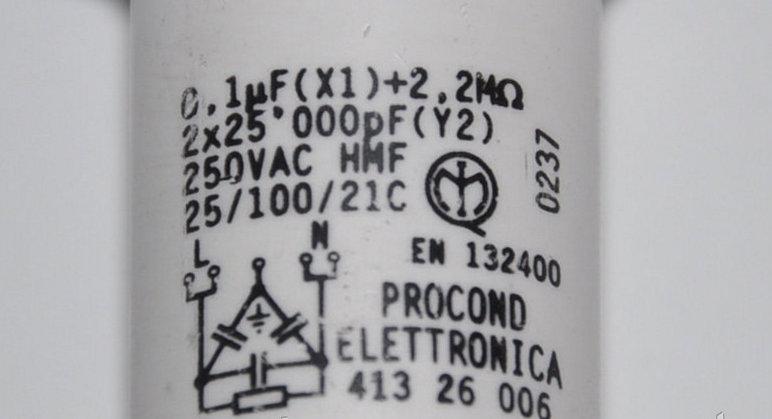 0.1µF(X1)+2.2MΩ
2x25'000pF(Y2)
250VAC HMF
25/100/21C
0237
L N
EN 132400
PROCOND
ELETTRONICA
413 26 006